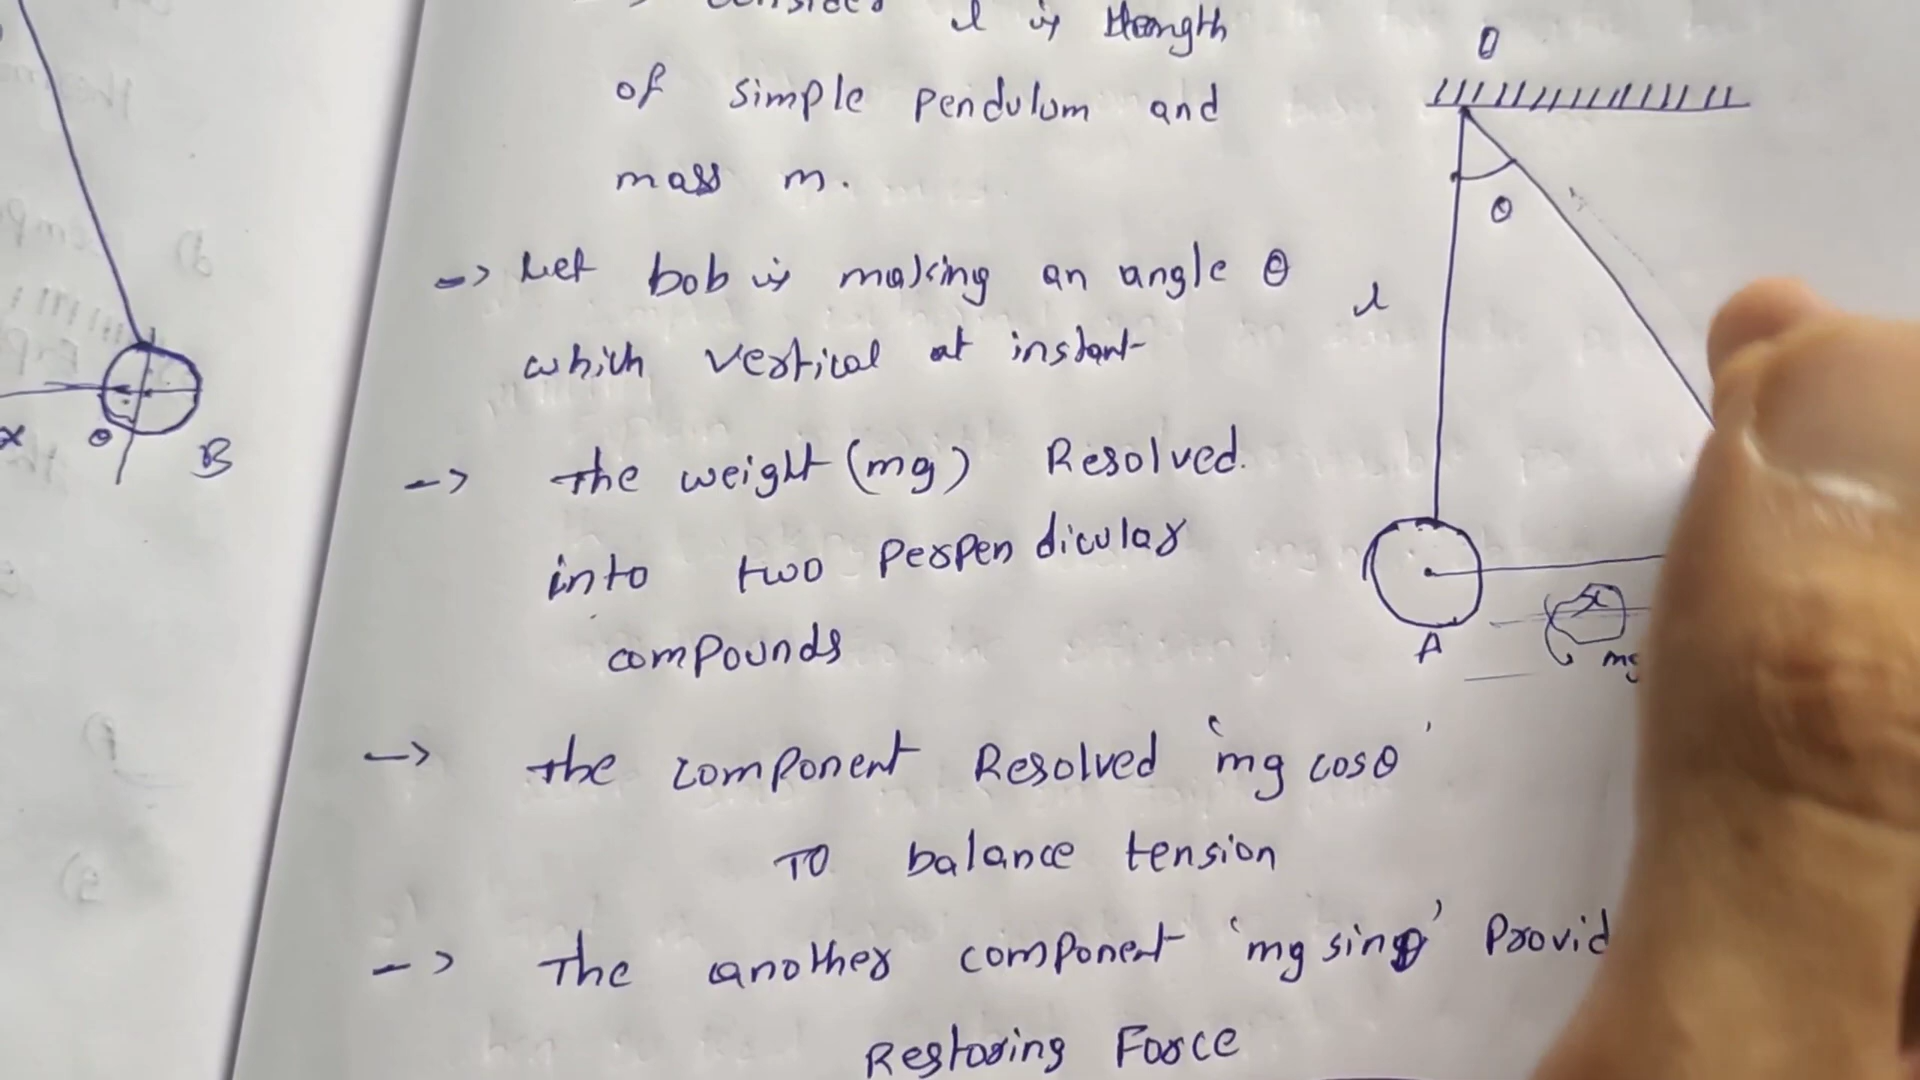 x
θ
B
l is
of simple pendulum and
mass m.
-> Let bob is making an angle θ
which vertical at instant
-> the weight (mg) Resolved.
into two Perpendicular
compounds
-> the component Resolved 'mg cosθ'
TO balance tension
-> The another component 'mg sinθ' Provid
Restoring Force
O
θ
l
x
A
mg